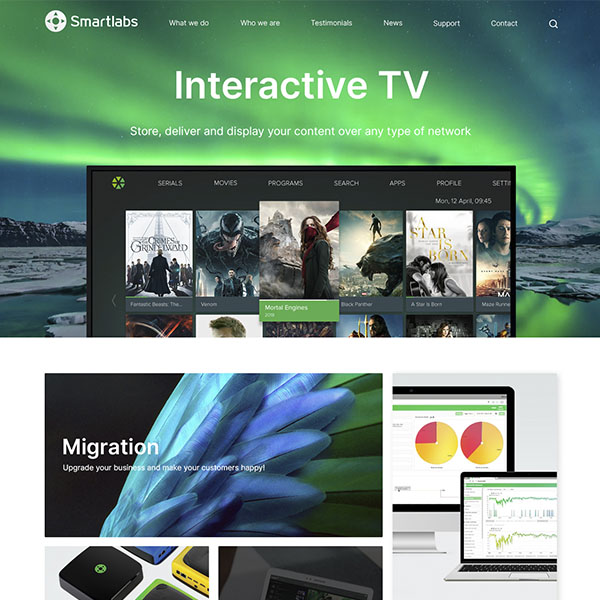 Smartlabs
What we do
Who we are
Testimonials
News
Support
Contact
Interactive TV
Store, deliver and display your content over any type of network
SERIALS
MOVIES
PROGRAMS
SEARCH
APPS
PROFILE
SETTI
Mon, 12 April, 09:45
THE CRIMES OF
GRINDELWALD
A
STAR
IS
BORN
Fantastic Beasts: The...
Venom
Mortal Engines
2018
Black Panther
A Star is Born
Maze Runner
Migration
Upgrade your business and make your customers happy!